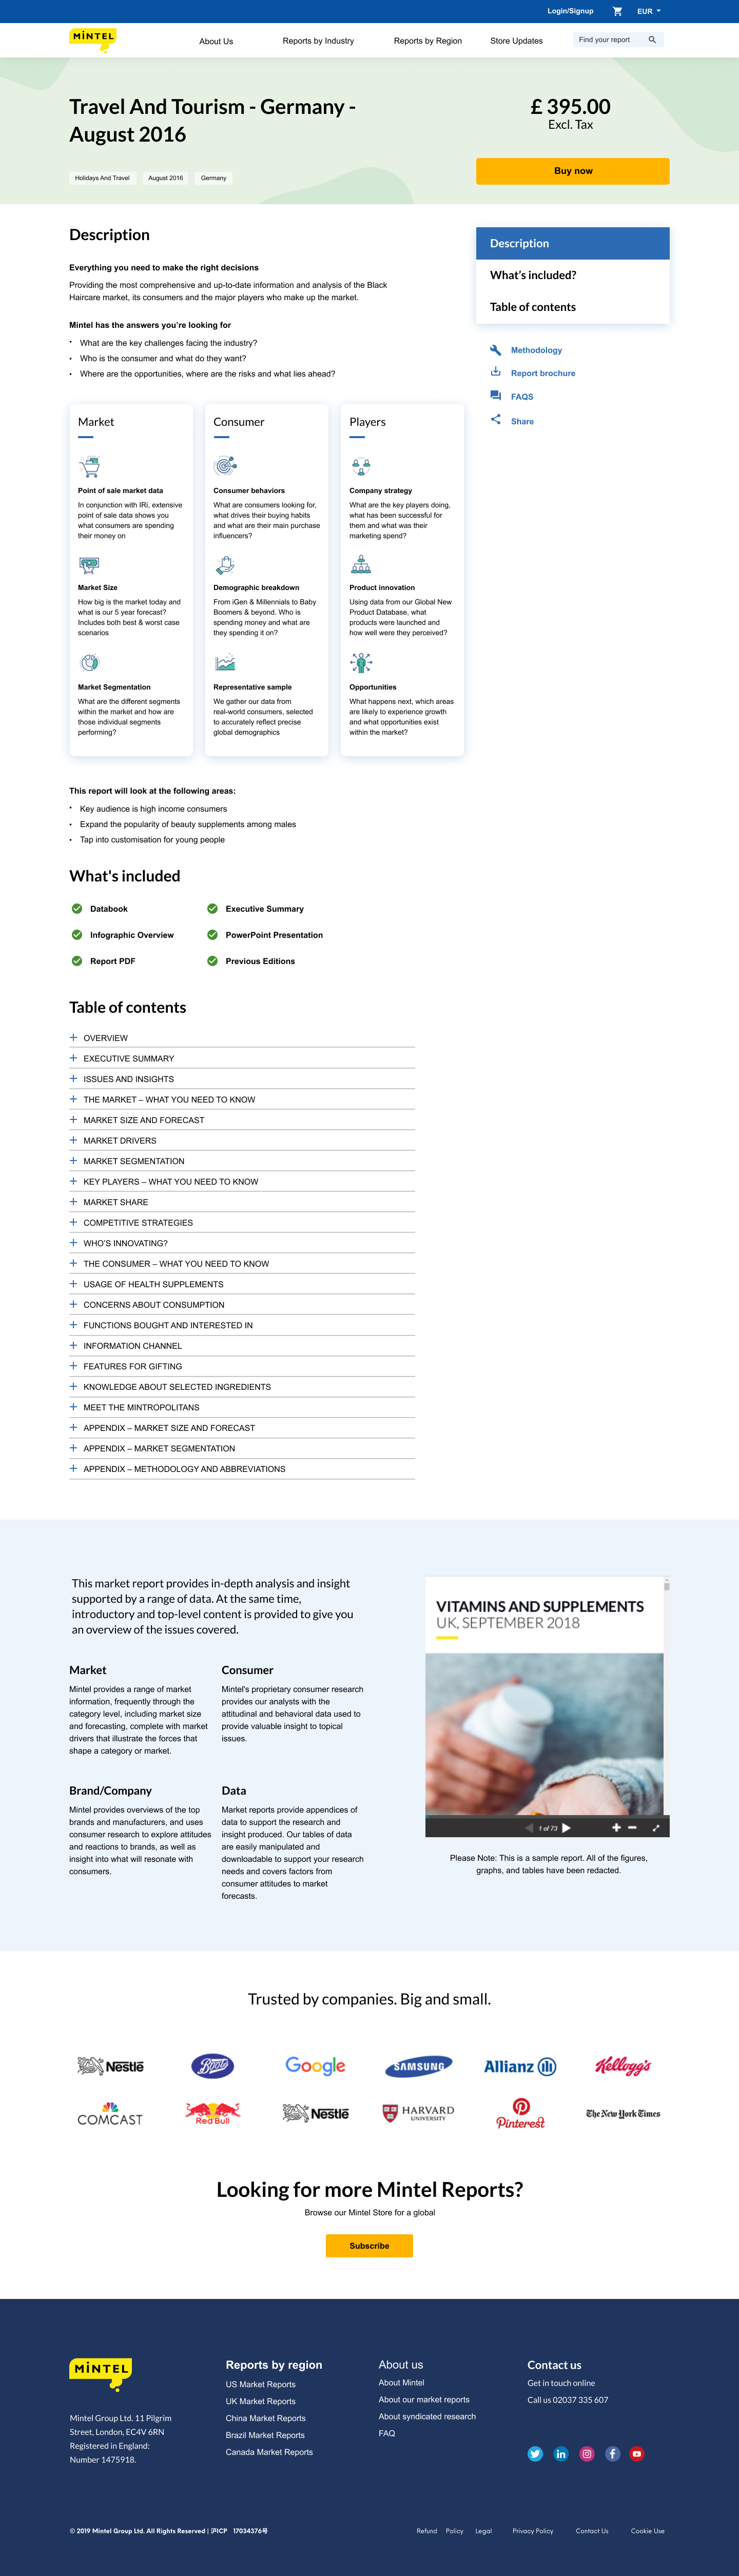 Login/Signup
EUR
MiNTEL
About Us
Reports by Industry
Reports by Region
Store Updates
Find your report
Travel And Tourism - Germany -
August 2016
£ 395.00
Excl. Tax
Buy now
Holidays And Travel
August 2016
Germany
Description
Everything you need to make the right decisions
Providing the most comprehensive and up-to-date information and analysis of the Black
Haircare market, its consumers and the major players who make up the market.
Mintel has the answers you're looking for
• What are the key challenges facing the industry?
• Who is the consumer and what do they want?
• Where are the opportunities, where are the risks and what lies ahead?
Description
What's included?
Table of contents
Methodology
Report brochure
FAQS
Share
Market
Point of sale market data
In conjunction with IRi, extensive
point of sale data shows you
what consumers are spending
their money on
Market Size
How big is the market today and
what is our 5 year forecast?
Includes both best & worst case
scenarios
Market Segmentation
What are the different segments
within the market and how are
those individual segments
performing?
Consumer
Consumer behaviors
What are consumers looking for,
what drives their buying habits
and what are their main purchase
influencers?
Demographic breakdown
From iGen & Millennials to Baby
Boomers & beyond. Who is
spending money and what are
they spending it on?
Representative sample
We gather our data from
real-world consumers, selected
to accurately reflect precise
global demographics
Players
Company strategy
What are the key players doing,
what has been successful for
them and what was their
marketing spend?
Product innovation
Using data from our Global New
Product Database, what
products were launched and
how well were they perceived?
Opportunities
What happens next, which areas
are likely to experience growth
and what opportunities exist
within the market?
This report will look at the following areas:
• Key audience is high income consumers
• Expand the popularity of beauty supplements among males
• Tap into customisation for young people
What's included
Databook
Executive Summary
Infographic Overview
PowerPoint Presentation
Report PDF
Previous Editions
Table of contents
OVERVIEW
EXECUTIVE SUMMARY
ISSUES AND INSIGHTS
THE MARKET – WHAT YOU NEED TO KNOW
MARKET SIZE AND FORECAST
MARKET DRIVERS
MARKET SEGMENTATION
KEY PLAYERS – WHAT YOU NEED TO KNOW
MARKET SHARE
COMPETITIVE STRATEGIES
WHO'S INNOVATING?
THE CONSUMER – WHAT YOU NEED TO KNOW
USAGE OF HEALTH SUPPLEMENTS
CONCERNS ABOUT CONSUMPTION
FUNCTIONS BOUGHT AND INTERESTED IN
INFORMATION CHANNEL
FEATURES FOR GIFTING
KNOWLEDGE ABOUT SELECTED INGREDIENTS
MEET THE MINTROPOLITANS
APPENDIX – MARKET SIZE AND FORECAST
APPENDIX – MARKET SEGMENTATION
APPENDIX – METHODOLOGY AND ABBREVIATIONS
This market report provides in-depth analysis and insight
supported by a range of data. At the same time,
introductory and top-level content is provided to give you
an overview of the issues covered.
Market
Mintel provides a range of market
information, frequently through the
category level, including market size
and forecasting, complete with market
drivers that illustrate the forces that
shape a category or market.
Consumer
Mintel's proprietary consumer research
provides our analysts with the
attitudinal and behavioral data used to
provide valuable insight to topical
issues.
Brand/Company
Mintel provides overviews of the top
brands and manufacturers, and uses
consumer research to explore attitudes
and reactions to brands, as well as
insight into what will resonate with
consumers.
Data
Market reports provide appendices of
data to support the research and
insight produced. Our tables of data
are easily manipulated and
downloadable to support your research
needs and covers factors from
consumer attitudes to market
forecasts.
VITAMINS AND SUPPLEMENTS
UK, SEPTEMBER 2018
1 of 73
Please Note: This is a sample report. All of the figures,
graphs, and tables have been redacted.
Trusted by companies. Big and small.
Nestlé
Boots
Google
SAMSUNG
Allianz
Kellogg's
COMCAST
Red Bull
Nestlé
HARVARD
UNIVERSITY
Pinterest
The New York Times
Looking for more Mintel Reports?
Browse our Mintel Store for a global
Subscribe
MiNTEL
Mintel Group Ltd. 11 Pilgrim
Street, London, EC4V 6RN
Registered in England:
Number 1475918.
Reports by region
US Market Reports
UK Market Reports
China Market Reports
Brazil Market Reports
Canada Market Reports
About us
About Mintel
About our market reports
About syndicated research
FAQ
Contact us
Get in touch online
Call us 02037 335 607
© 2019 Mintel Group Ltd. All Rights Reserved | 沪ICP 17034376号
Refund Policy
Legal
Privacy Policy
Contact Us
Cookie Use